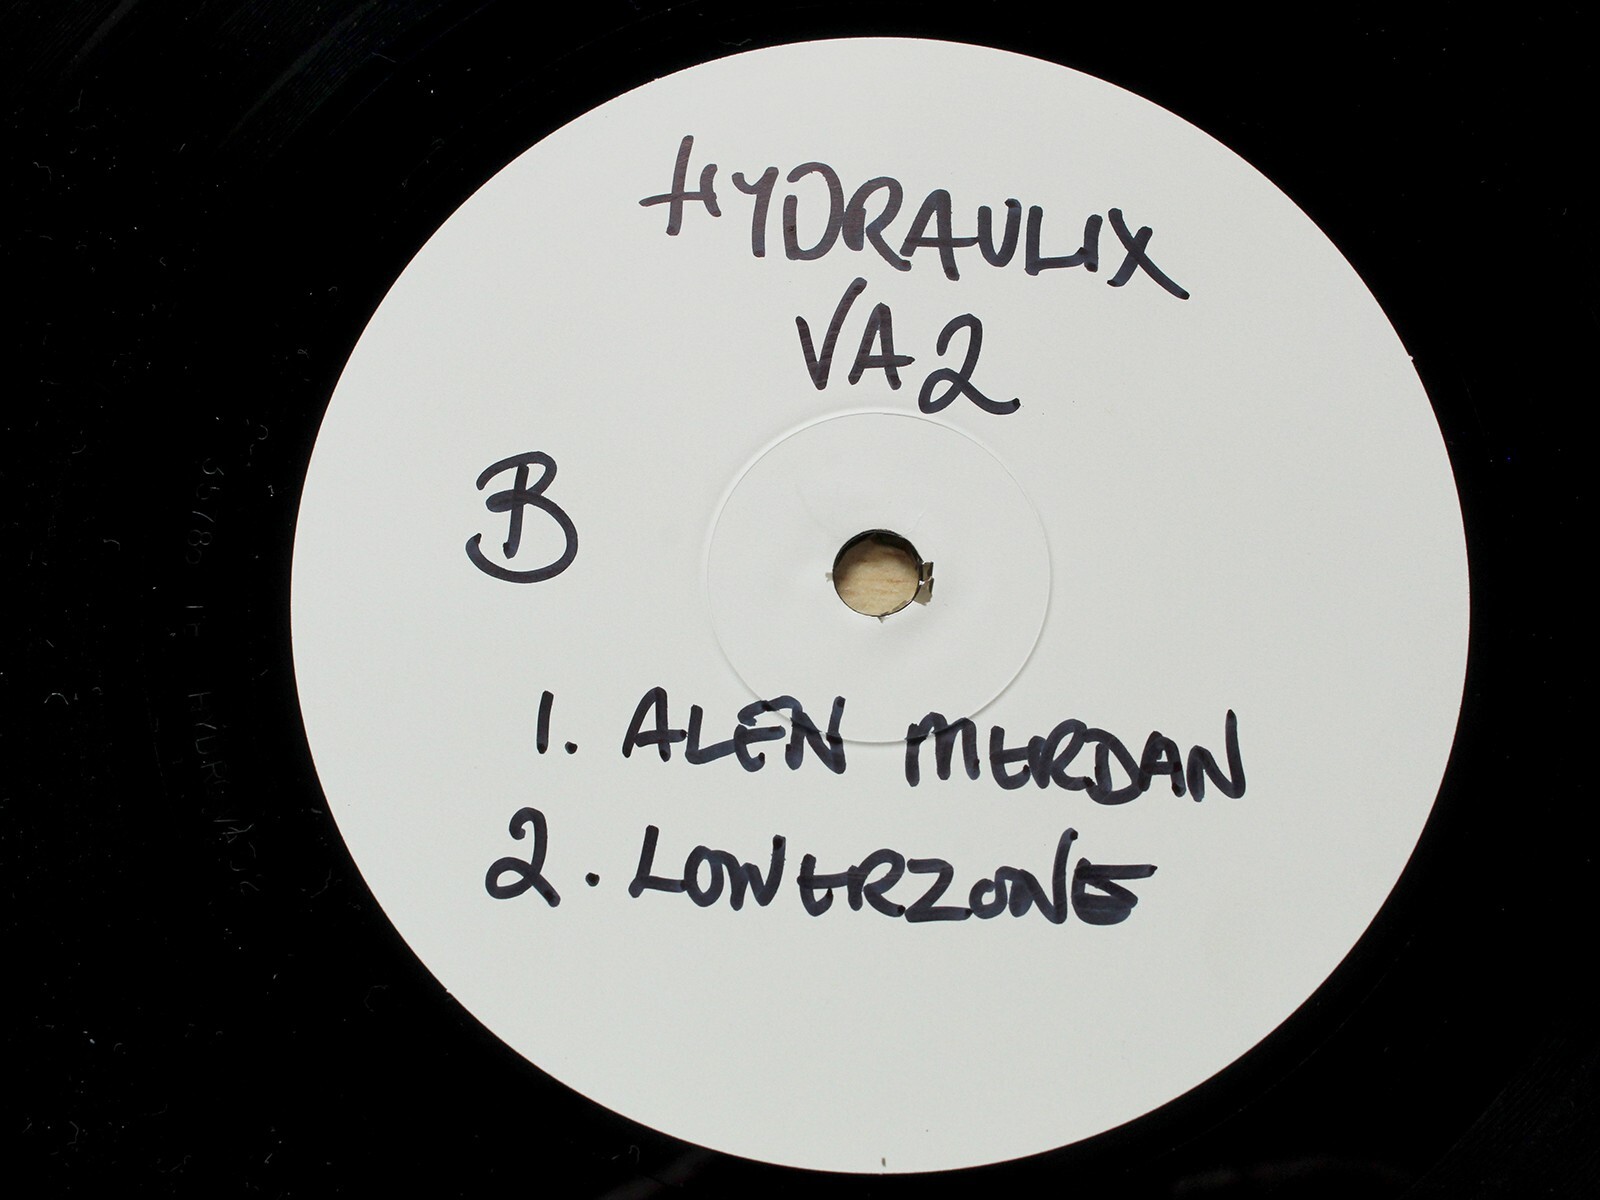 HYDRAULIX
VA2
B
1. ALEN MERDAN
2. LOWERZONE